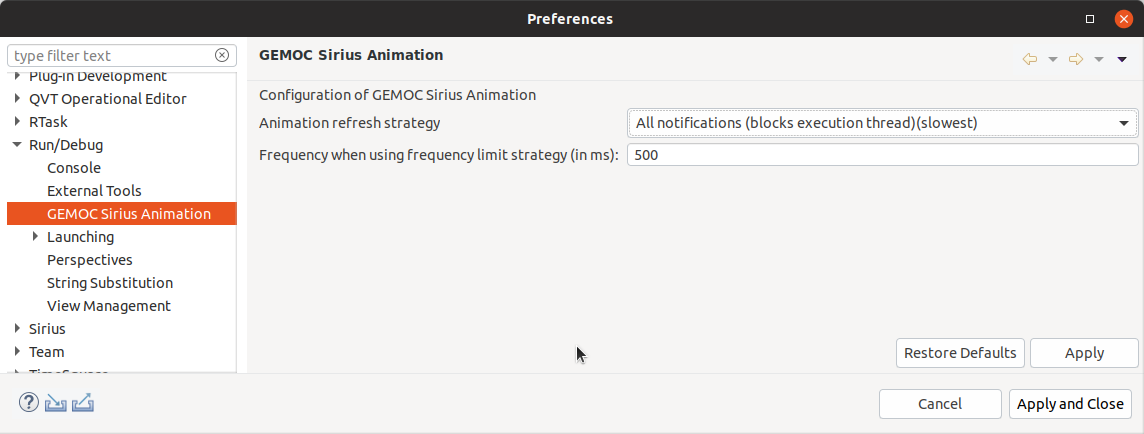 Preferences
type filter text
Plug-in Development
QVT Operational Editor
RTask
Run/Debug
Console
External Tools
GEMOC Sirius Animation
Launching
Perspectives
String Substitution
View Management
Sirius
Team
TimeSquare
GEMOC Sirius Animation
Configuration of GEMOC Sirius Animation
Animation refresh strategy
All notifications (blocks execution thread)(slowest)
Frequency when using frequency limit strategy (in ms):
500
Restore Defaults
Apply
?
Cancel
Apply and Close